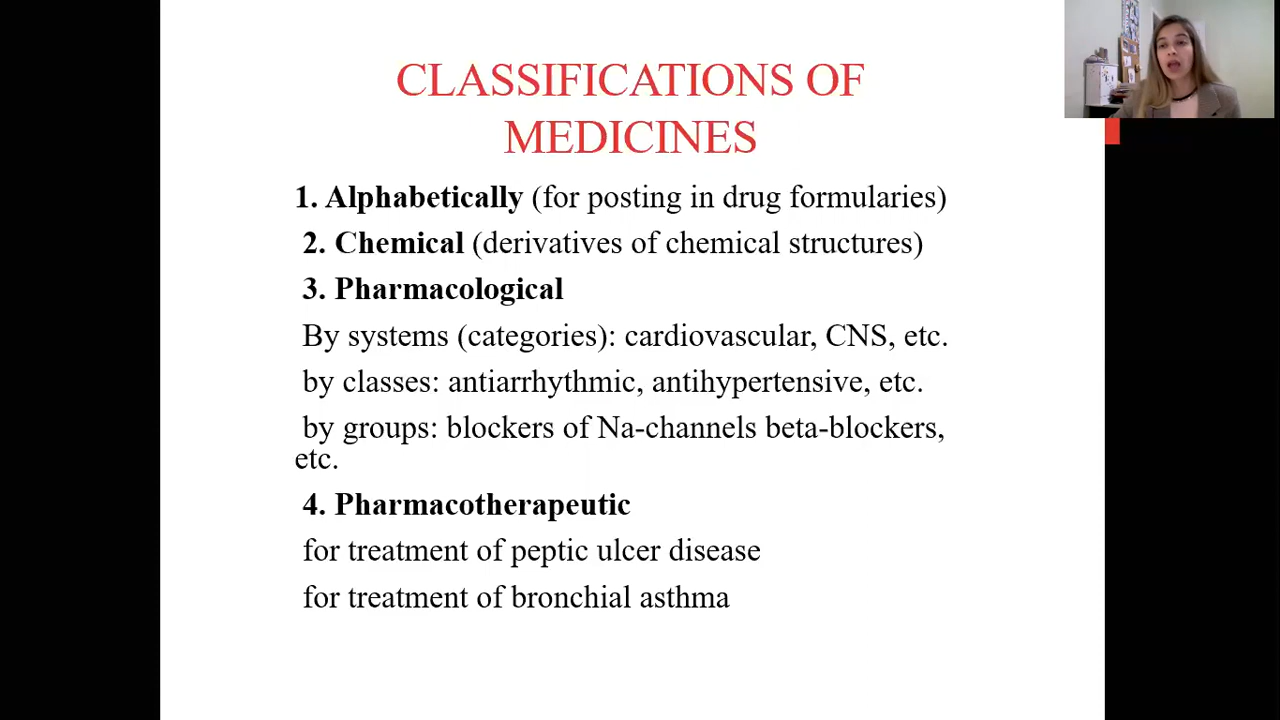 CLASSIFICATIONS OF
MEDICINES
1. Alphabetically (for posting in drug formularies)
2. Chemical (derivatives of chemical structures)
3. Pharmacological
By systems (categories): cardiovascular, CNS, etc.
by classes: antiarrhythmic, antihypertensive, etc.
by groups: blockers of Na-channels beta-blockers,
etc.
4. Pharmacotherapeutic
for treatment of peptic ulcer disease
for treatment of bronchial asthma